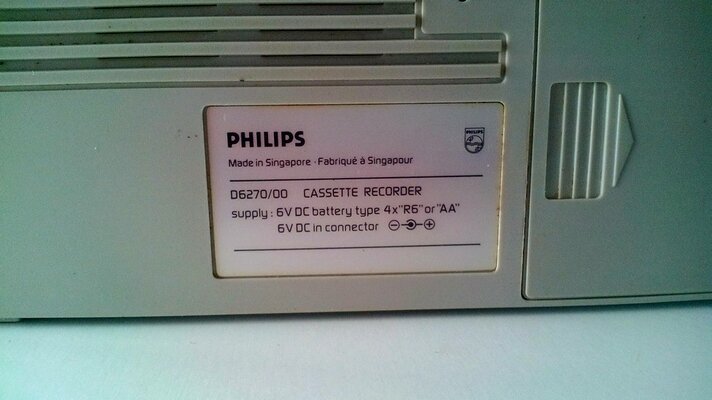 PHILIPS
PHILIPS
Made in Singapore · Fabriqué à Singapour
D6270/00 CASSETTE RECORDER
supply : 6V DC battery type 4x"R6" or "AA"
6V DC in connector